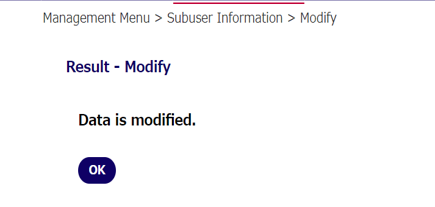 Management Menu > Subuser Information > Modify
Result - Modify
Data is modified.
OK